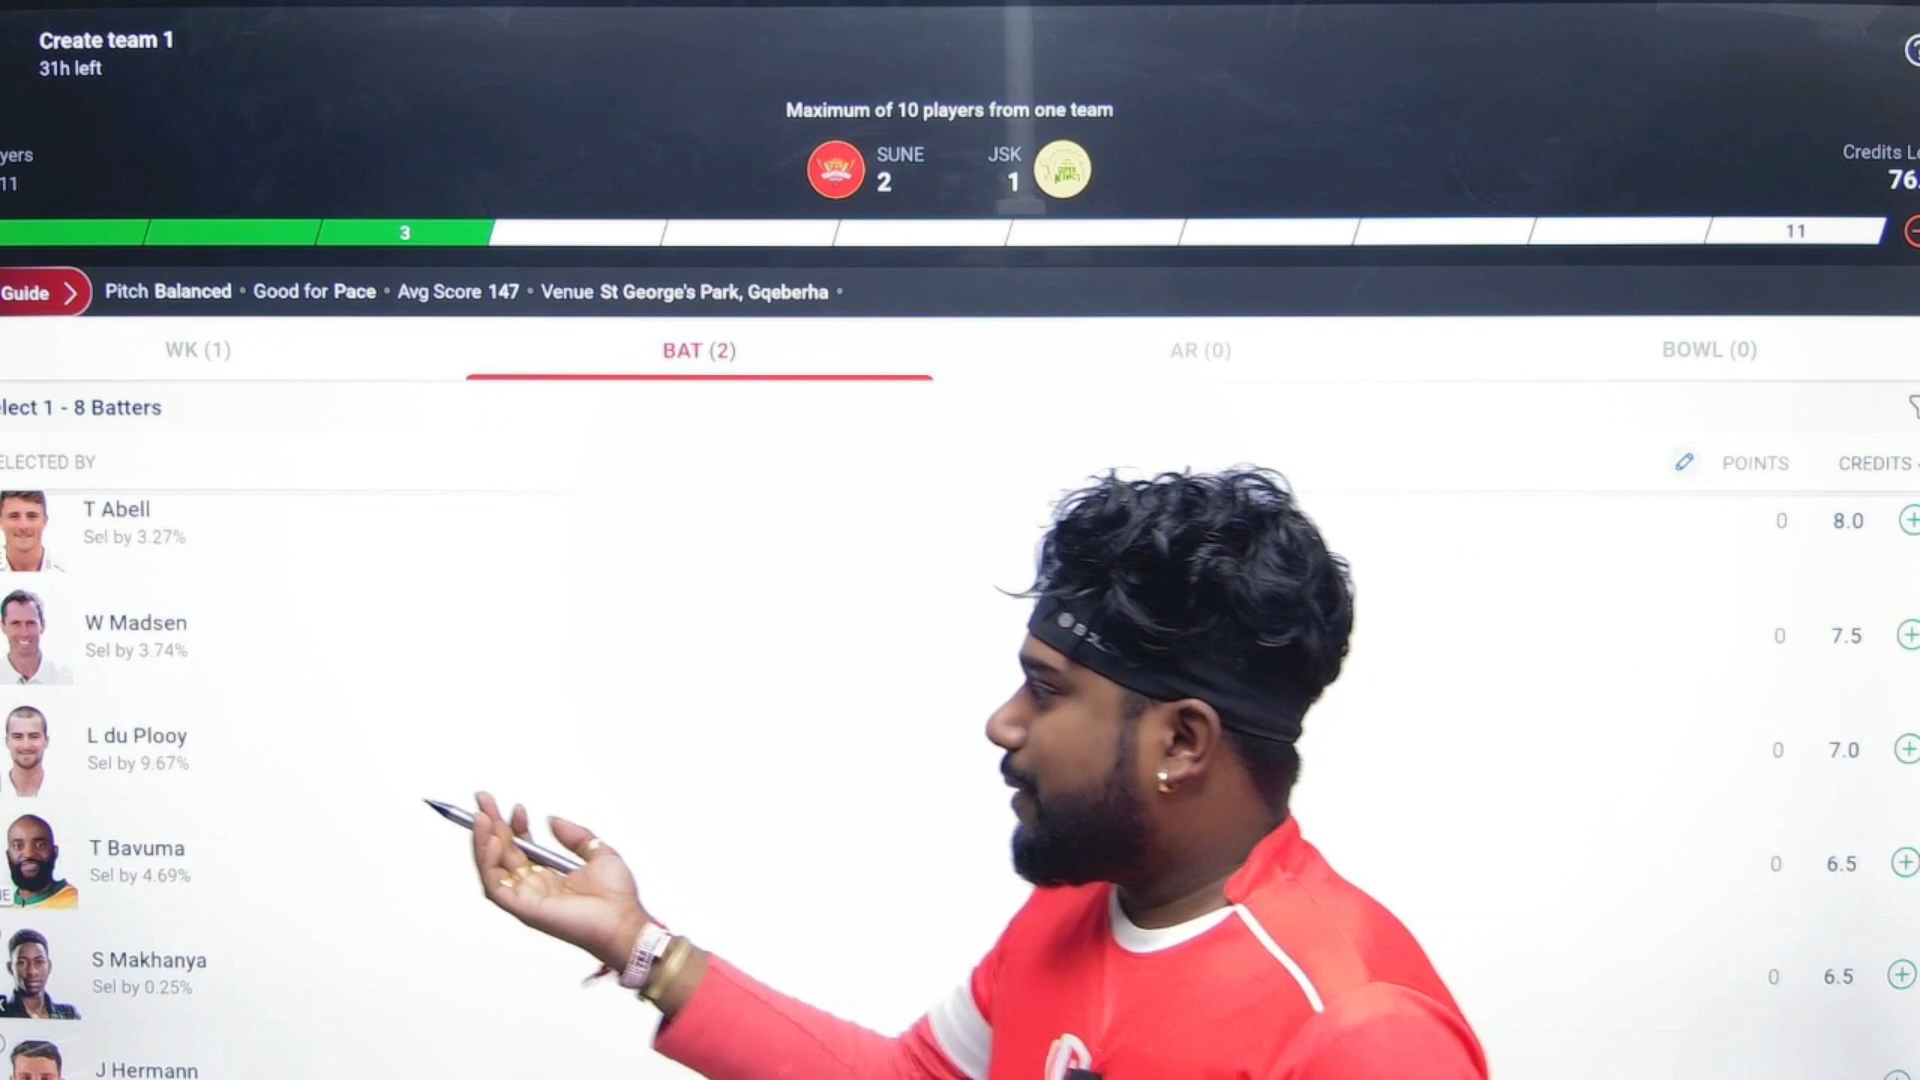 Create team 1
31h left
Maximum of 10 players from one team
yers
11
SUNE
2
JSK
1
SUPER
KINGS
Credits Le
76.
3
11
Guide
Pitch Balanced • Good for Pace • Avg Score 147 • Venue St George's Park, Gqeberha •
WK (1)
BAT (2)
AR (0)
BOWL (0)
lect 1 - 8 Batters
ELECTED BY
POINTS
CREDITS
T Abell
Sel by 3.27%
0
8.0
W Madsen
Sel by 3.74%
0
7.5
L du Plooy
Sel by 9.67%
0
7.0
T Bavuma
Sel by 4.69%
0
6.5
S Makhanya
Sel by 0.25%
0
6.5
J Hermann